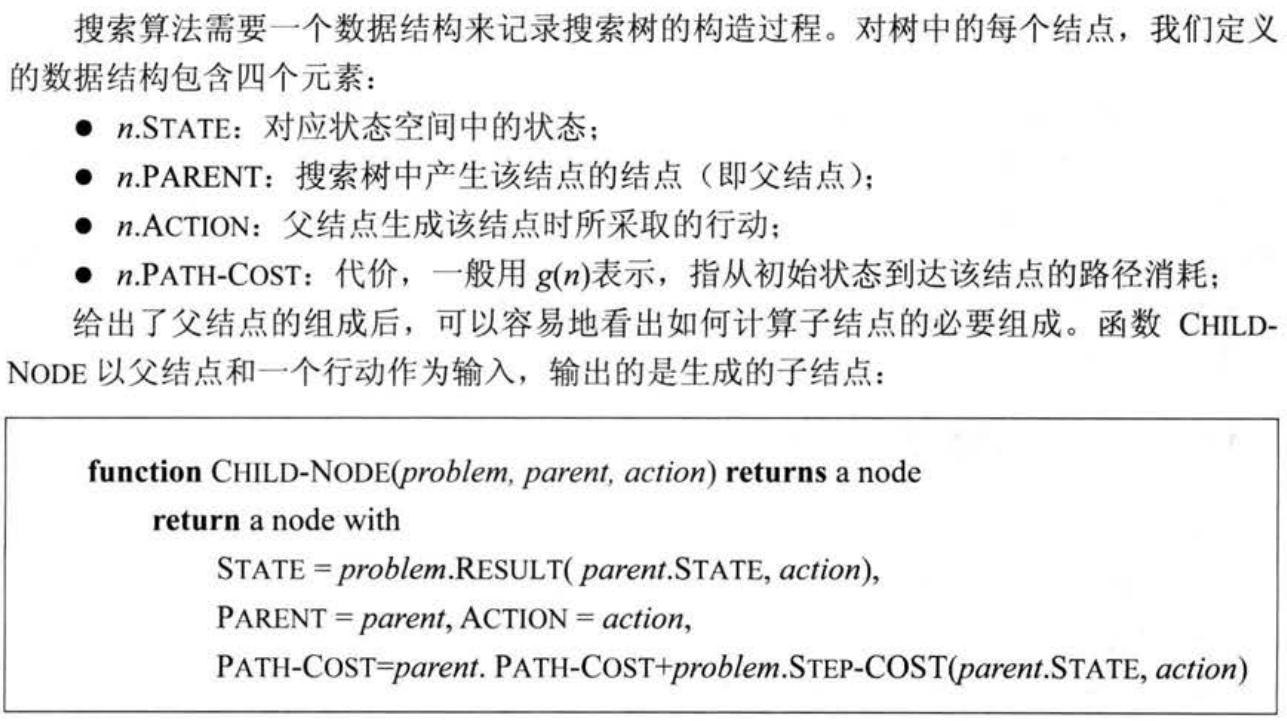 搜索算法需要一个数据结构来记录搜索树的构造过程。对树中的每个结点，我们定义
的数据结构包含四个元素：
● n.STATE：对应状态空间中的状态；
● n.PARENT：搜索树中产生该结点的结点（即父结点）；
● n.ACTION：父结点生成该结点时所采取的行动；
● n.PATH-COST：代价，一般用 g(n)表示，指从初始状态到达该结点的路径消耗；
给出了父结点的组成后，可以容易地看出如何计算子结点的必要组成。函数 CHILD-
NODE 以父结点和一个行动作为输入，输出的是生成的子结点：
function CHILD-NODE(problem, parent, action) returns a node
return a node with
STATE = problem.RESULT( parent.STATE, action),
PARENT = parent, ACTION = action,
PATH-COST=parent. PATH-COST+problem.STEP-COST(parent.STATE, action)